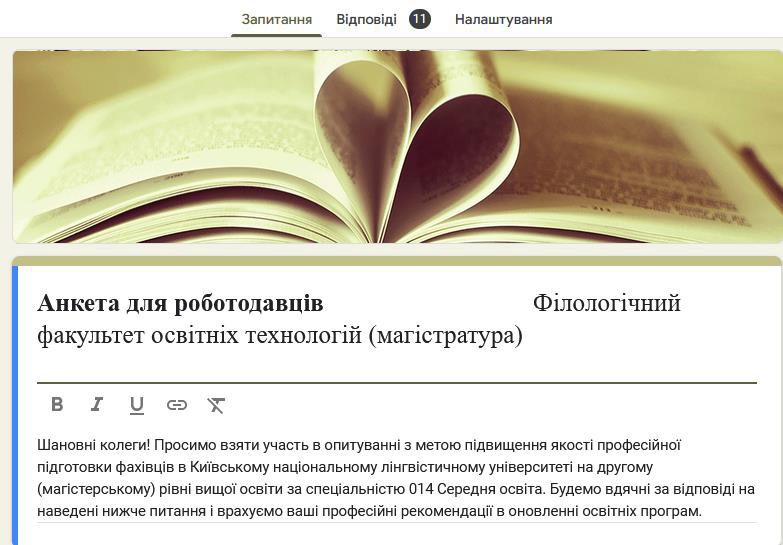 Запитання Відповіді 11 Налаштування
Анкета для роботодавців Філологічний
факультет освітніх технологій (магістратура)
B I U
Шановні колеги! Просимо взяти участь в опитуванні з метою підвищення якості професійної
підготовки фахівців в Київському національному лінгвістичному університеті на другому
(магістерському) рівні вищої освіти за спеціальністю 014 Середня освіта. Будемо вдячні за відповіді на
наведені нижче питання і врахуємо ваші професійні рекомендації в оновленні освітніх програм.